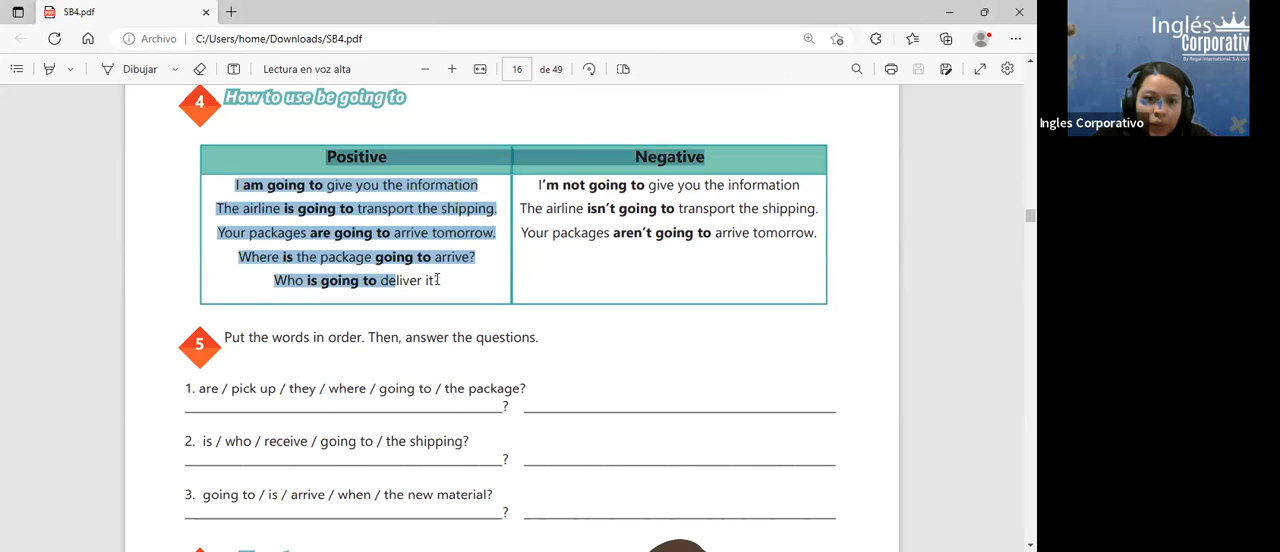 SB4.pdf
Archivo
C:/Users/home/Downloads/SB4.pdf
Dibujar
Lectura en voz alta
16
de 49
4
How to use be going to
Positive
Negative
I am going to give you the information
I'm not going to give you the information
The airline is going to transport the shipping.
The airline isn't going to transport the shipping.
Your packages are going to arrive tomorrow.
Your packages aren't going to arrive tomorrow.
Where is the package going to arrive?
Who is going to deliver it
5
Put the words in order. Then, answer the questions.
1. are / pick up / they / where / going to / the package?
?
2. is / who / receive / going to / the shipping?
?
3. going to / is / arrive / when / the new material?
?
Inglés
Corporativ
By Regal International, S.A. de
Ingles Corporativo